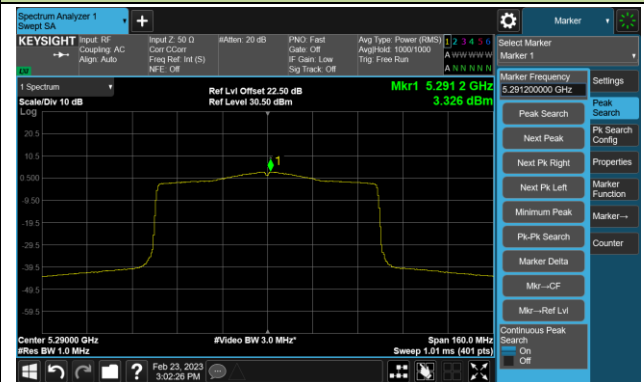 Spectrum Analyzer 1
Swept SA
Marker
KEYSIGHT
Input: RF
Coupling: AC
Align: Auto
Input Z: 50 Ω
Corr CCorr
Freq Ref: Int (S)
NFE: Off
#Atten: 20 dB
PNO: Fast
Gate: Off
IF Gain: Low
Sig Track: Off
Avg Type: Power (RMS)
Avg|Hold: 1000/1000
Trig: Free Run
1 2 3 4 5 6
A W W W W W
A N N N N N
LXI
Select Marker
Marker 1
1 Spectrum
Scale/Div 10 dB
Log
Ref Lvl Offset 22.50 dB
Ref Level 30.50 dBm
Mkr1 5.291 2 GHz
3.326 dBm
20.5
10.5
0.500
-9.50
-19.5
-29.5
-39.5
-49.5
-59.5
1
Center 5.29000 GHz
#Res BW 1.0 MHz
#Video BW 3.0 MHz*
Span 160.0 MHz
Sweep 1.01 ms (401 pts)
Marker Frequency
5.291200000 GHz
Peak Search
Next Peak
Next Pk Right
Next Pk Left
Minimum Peak
Pk-Pk Search
Marker Delta
Mkr→CF
Mkr→Ref Lvl
Continuous Peak
Search
On
Off
Settings
Peak
Search
Pk Search
Config
Properties
Marker
Function
Marker→
Counter
Feb 23, 2023
3:02:26 PM